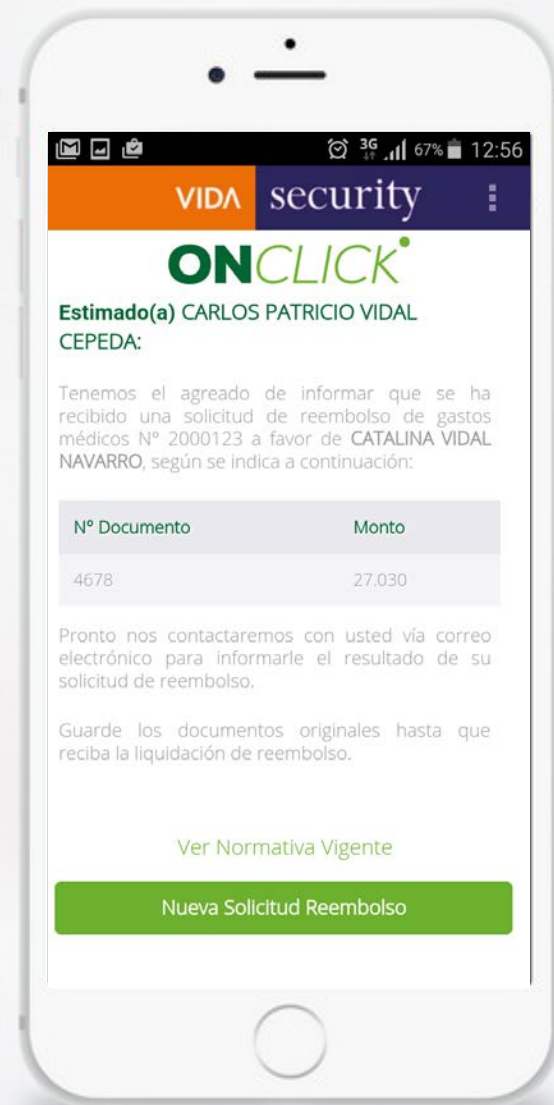 3G 67% 12:56
VIDA security
ONCLICK
Estimado(a) CARLOS PATRICIO VIDAL
CEPEDA:
Tenemos el agreado de informar que se ha
recibido una solicitud de reembolso de gastos
médicos N° 2000123 a favor de CATALINA VIDAL
NAVARRO, según se indica a continuación:
N° Documento Monto
4678 27.030
Pronto nos contactaremos con usted vía correo
electrónico para informarle el resultado de su
solicitud de reembolso.
Guarde los documentos originales hasta que
reciba la liquidación de reembolso.
Ver Normativa Vigente
Nueva Solicitud Reembolso